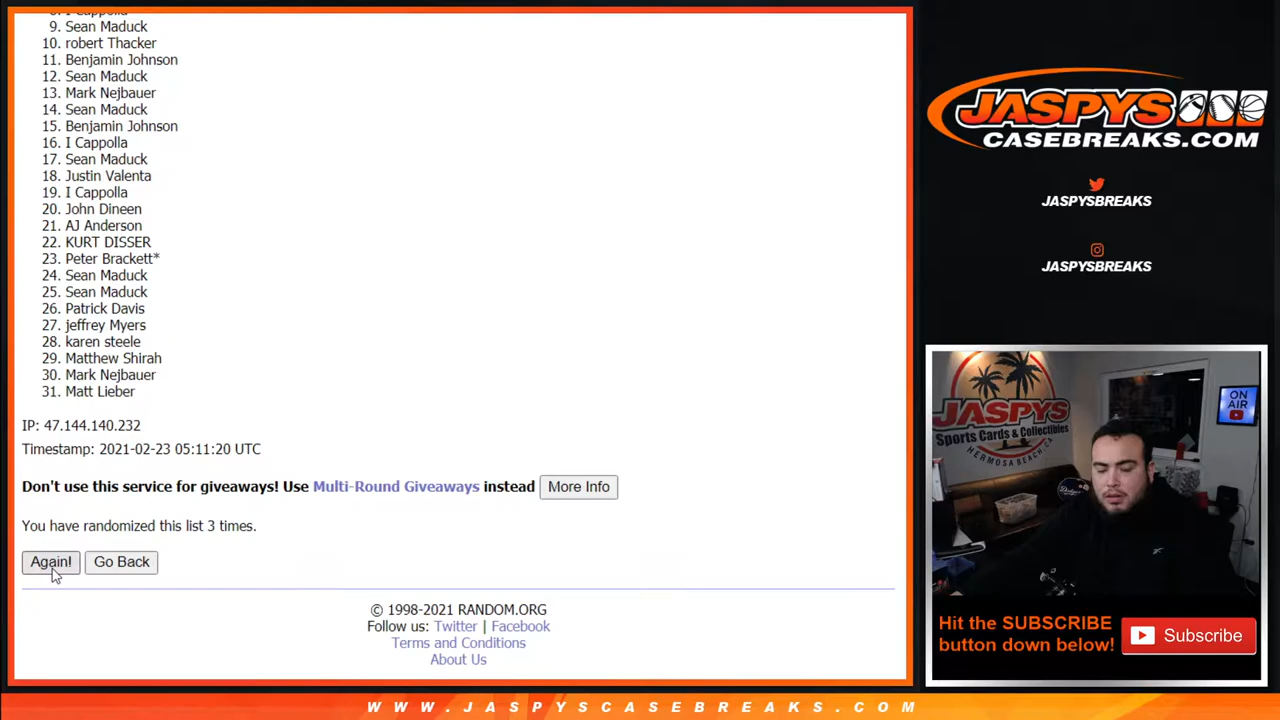 9. Sean Maduck
10. robert Thacker
11. Benjamin Johnson
12. Sean Maduck
13. Mark Nejbauer
14. Sean Maduck
15. Benjamin Johnson
16. I Cappolla
17. Sean Maduck
18. Justin Valenta
19. I Cappolla
20. John Dineen
21. AJ Anderson
22. KURT DISSER
23. Peter Brackett*
24. Sean Maduck
25. Sean Maduck
26. Patrick Davis
27. jeffrey Myers
28. karen steele
29. Matthew Shirah
30. Mark Nejbauer
31. Matt Lieber
IP: 47.144.140.232
Timestamp: 2021-02-23 05:11:20 UTC
Don't use this service for giveaways! Use Multi-Round Giveaways instead More Info
You have randomized this list 3 times.
Again! Go Back
© 1998-2021 RANDOM.ORG
Follow us: Twitter | Facebook
Terms and Conditions
About Us
JASPYS
CASEBREAKS.COM
JASPYSBREAKS
JASPYSBREAKS
JASPYS
Sports Cards & Collectibles
HERMOSA BEACH, CA
ON AIR
Hit the SUBSCRIBE
button down below!
Subscribe
WWW.JASPYSCASEBREAKS.COM